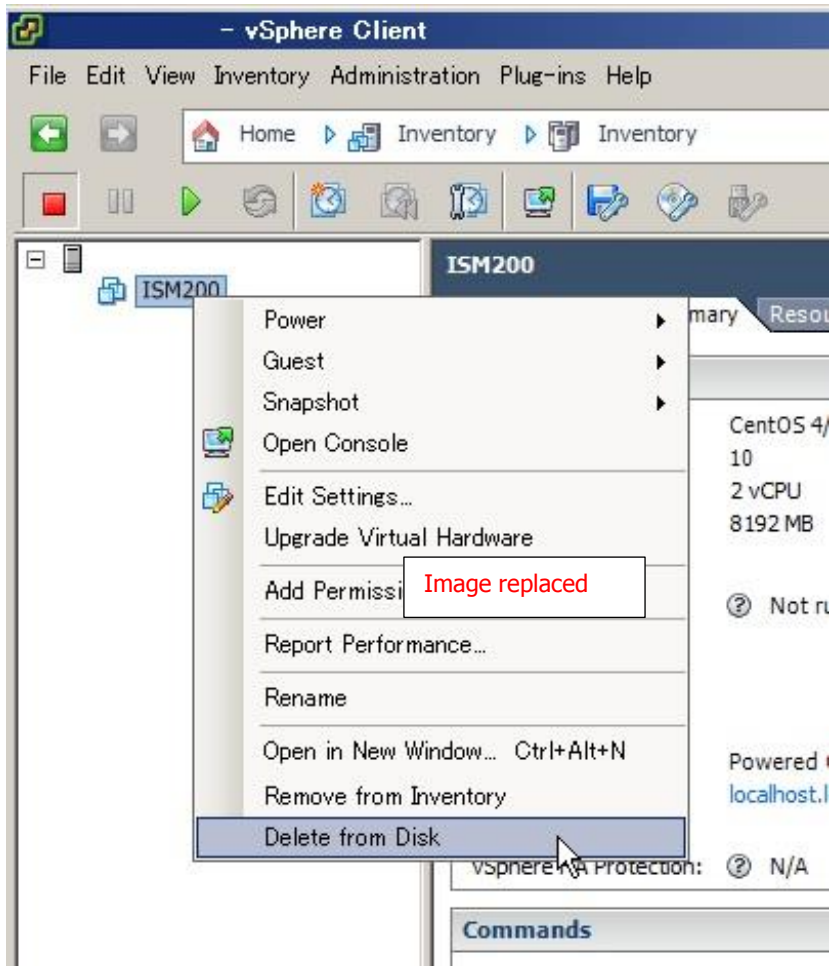 - vSphere Client
File Edit View Inventory Administration Plug-ins Help
Home Inventory Inventory
ISM200
ISM200
mary Resou
Power
Guest
Snapshot
Open Console
Edit Settings...
Upgrade Virtual Hardware
Add Permissi
Image replaced
Report Performance...
Rename
Open in New Window... Ctrl+Alt+N
Remove from Inventory
Delete from Disk
CentOS 4/
10
2 vCPU
8192 MB
Not ru
Powered
localhost.l
vSphere HA Protection: N/A
Commands